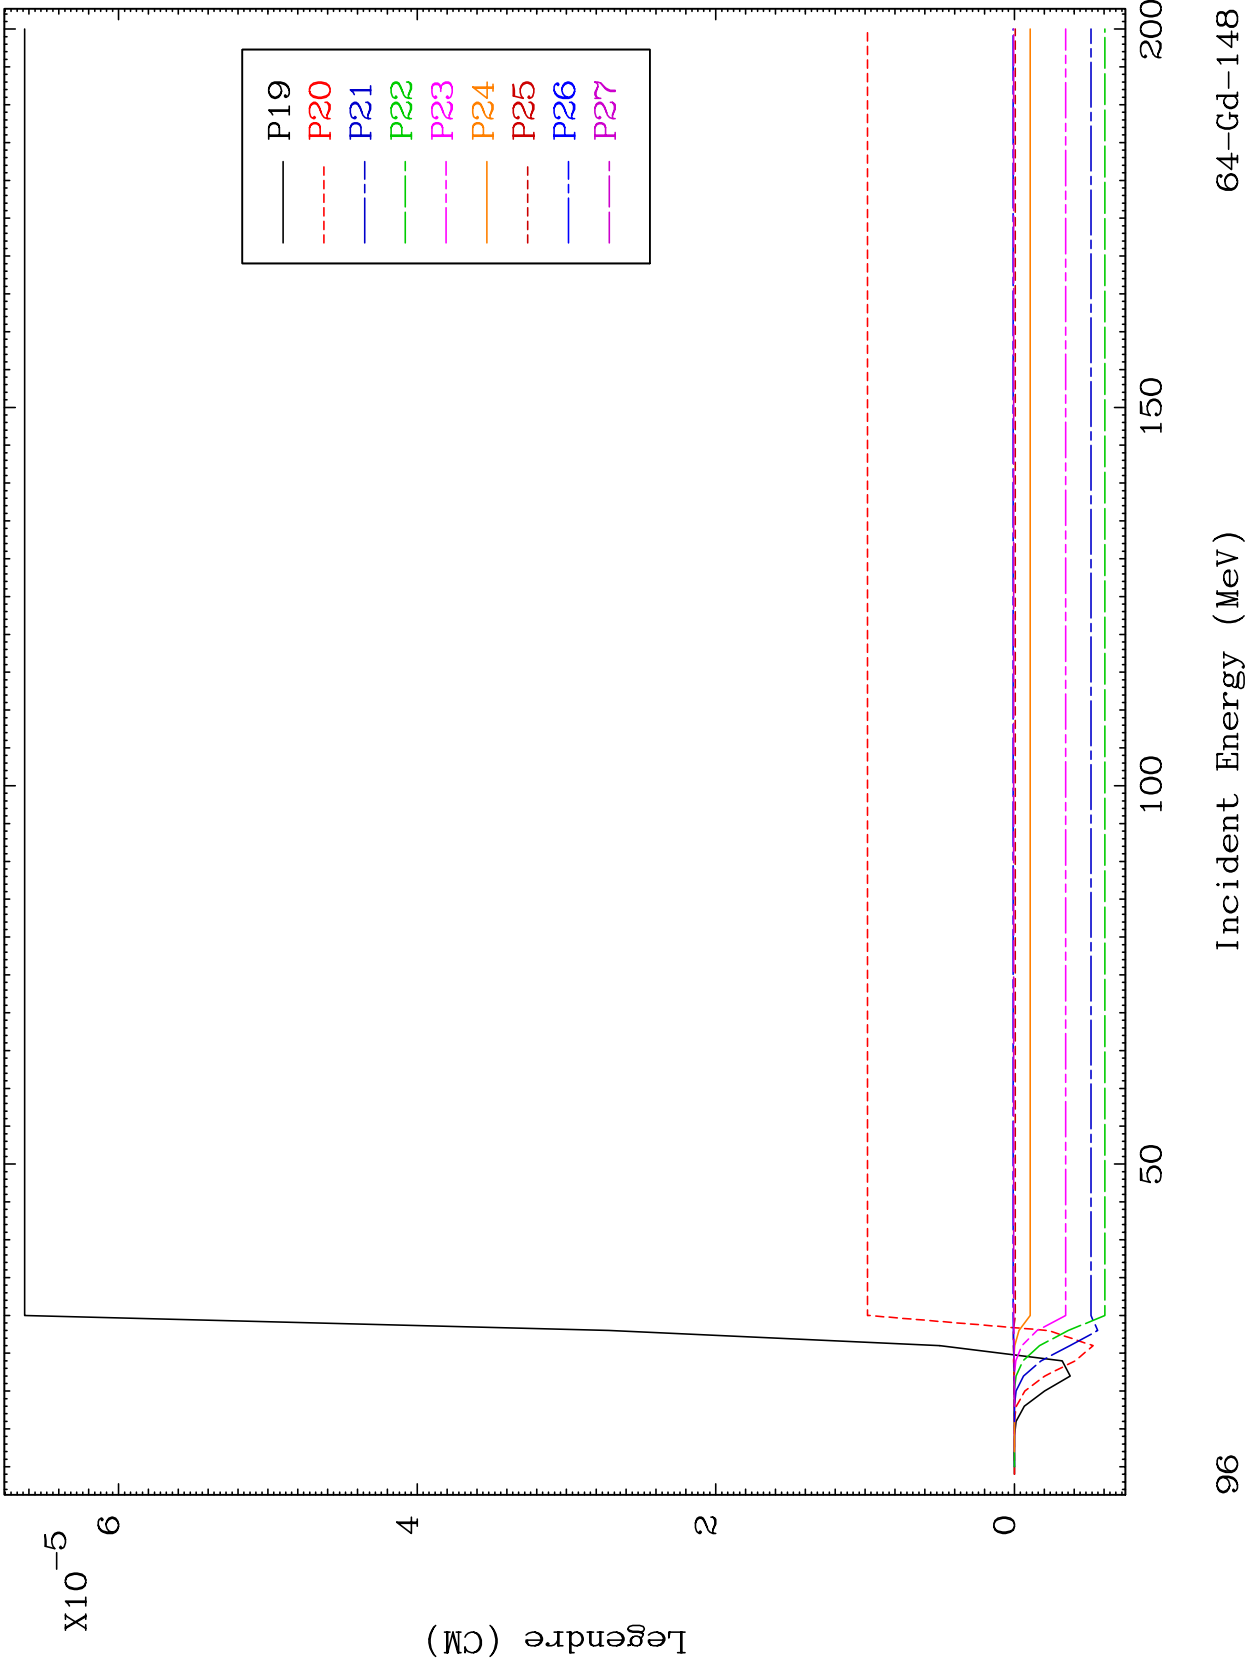 X10-5
Legendre (CM)
6
4
2
0
50
100
150
200
P19
P20
P21
P22
P23
P24
P25
P26
P27
96
Incident Energy (MeV)
64-Gd-148